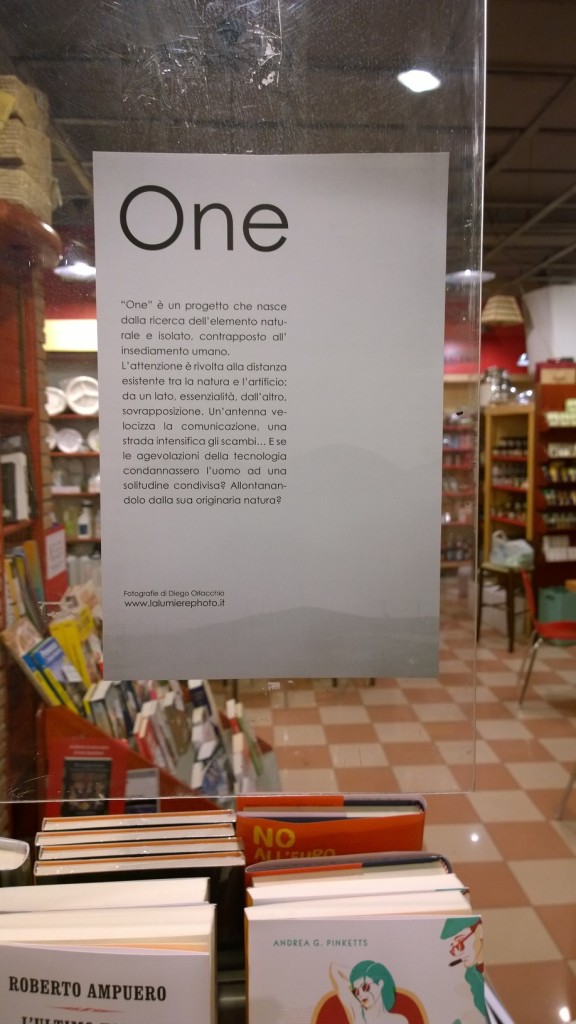 One
“One” è un progetto che nasce
dalla ricerca dell’elemento natu-
rale e isolato, contrapposto all’
insediamento umano.
L’attenzione è rivolta alla distanza
esistente tra la natura e l’artificio:
da un lato, essenzialità, dall’altro,
sovrapposizione. Un’antenna ve-
locizza la comunicazione, una
strada intensifica gli scambi... E se
le agevolazioni della tecnologia
condannassero l’uomo ad una
solitudine condivisa? Allontanan-
dolo dalla sua originaria natura?
Fotografie di Diego Orlacchio
www.lalumierephoto.it
NO
ALL'EURO
ANDREA G. PINKETTS
ROBERTO AMPUERO